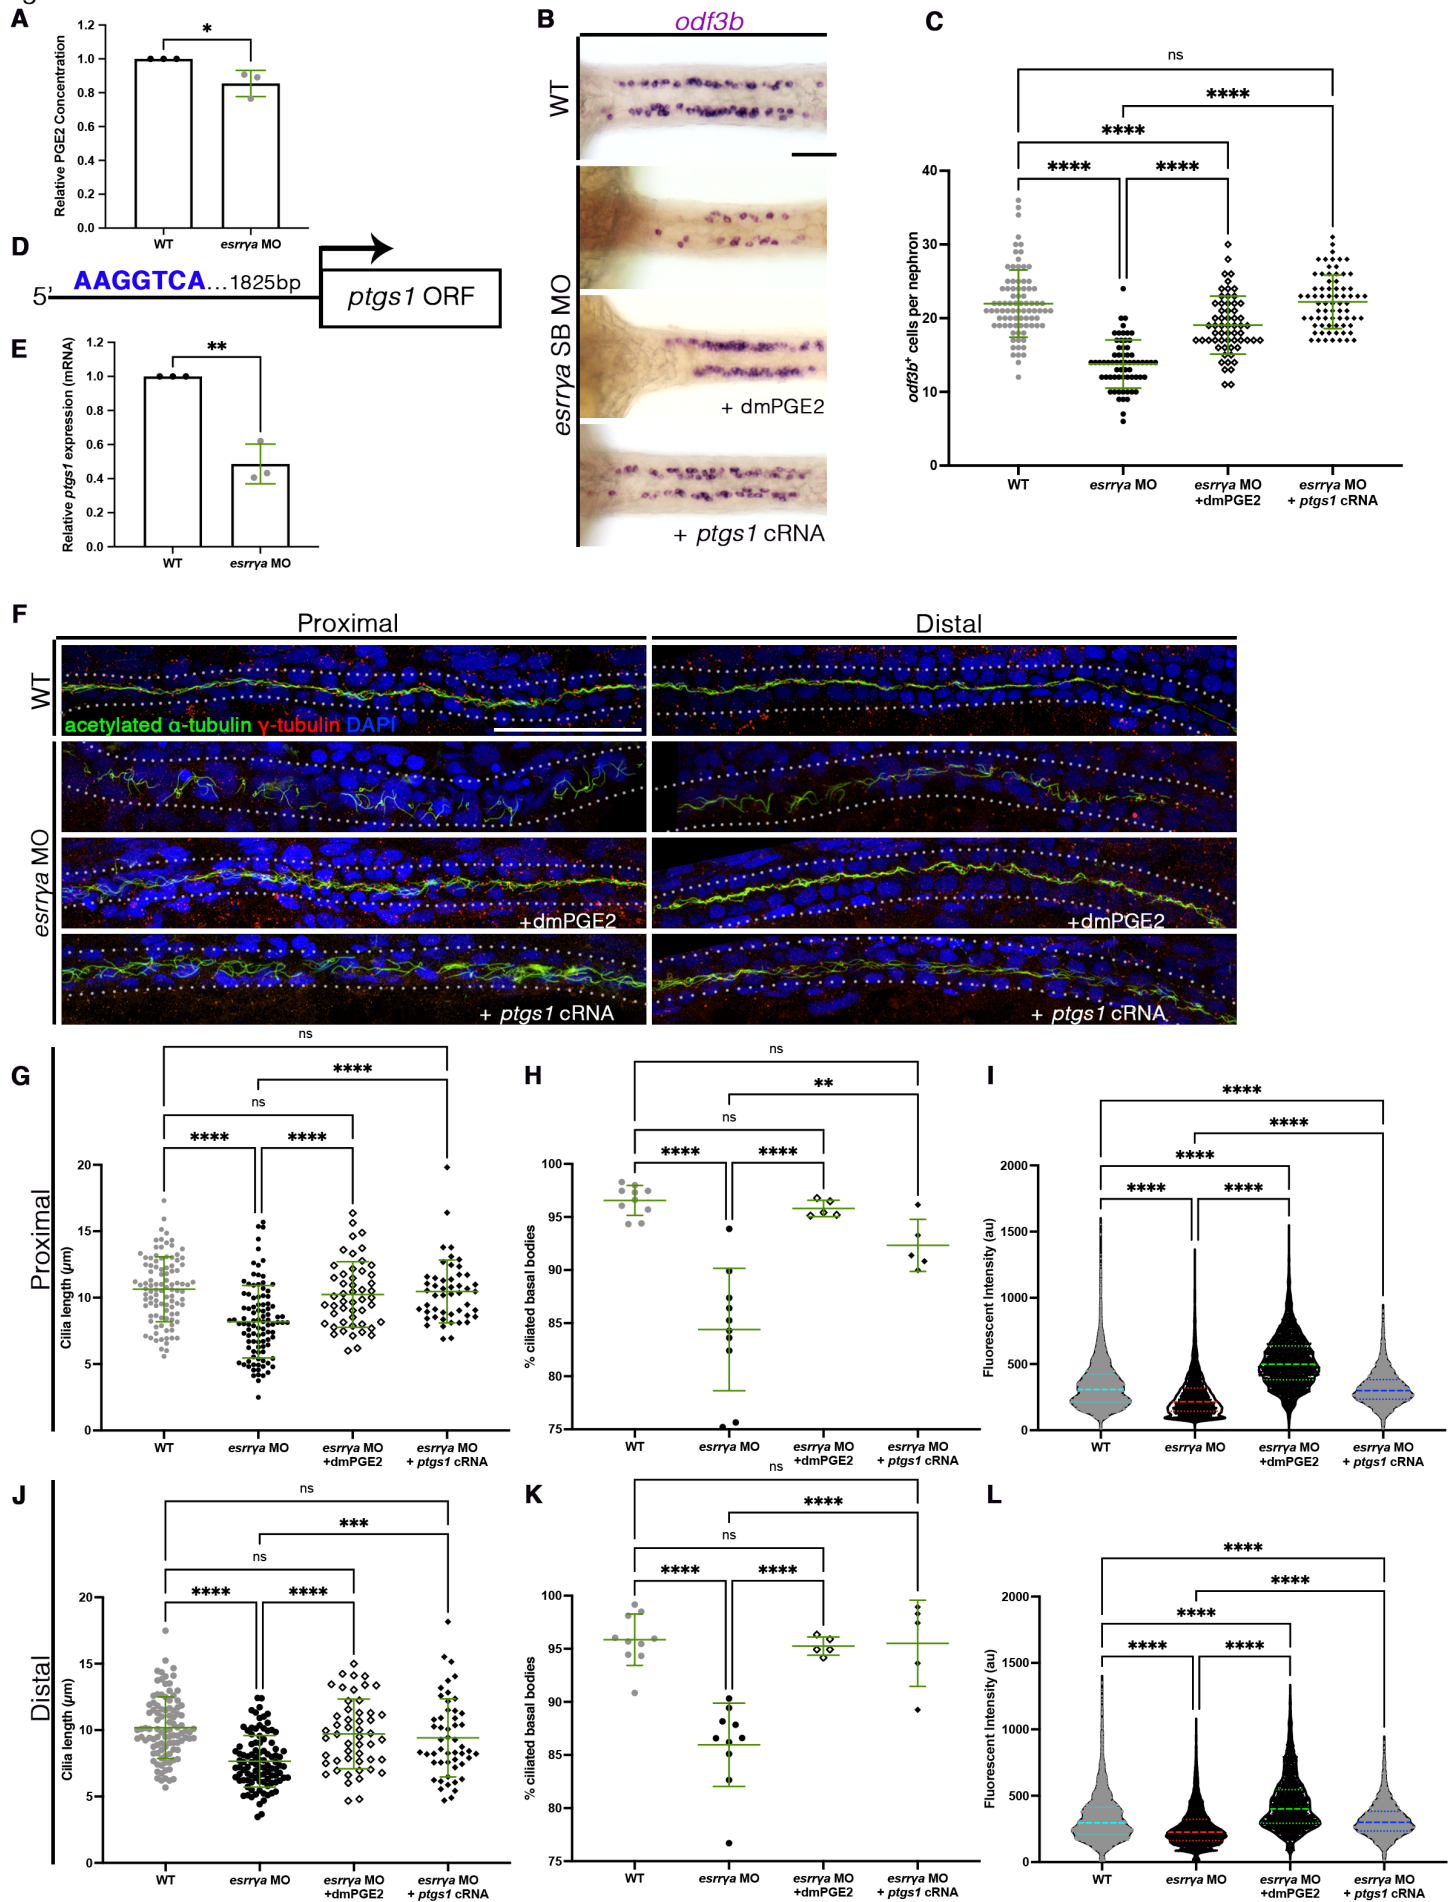 A
Relative PGE2 Concentration
1.2
1.0
0.8
0.6
0.4
0.2
0.0
*
WT
esrrγa MO
B
odf3b
WT
esrrγa SB MO
+ dmPGE2
+ ptgs1 cRNA
C
ns
****
****
****
****
odf3b+ cells per nephron
40
30
20
10
0
WT
esrrγa MO
esrrγa MO
+dmPGE2
esrrγa MO
+ ptgs1 cRNA
D
5' AAGGTCA...1825bp
ptgs1 ORF
E
Relative ptgs1 expression (mRNA)
1.2
1.0
0.8
0.6
0.4
0.2
0.0
**
WT
esrrγa MO
F
Proximal
Distal
WT
acetylated α-tubulin γ-tubulin DAPI
esrrγa MO
+dmPGE2
+dmPGE2
+ ptgs1 cRNA
+ ptgs1 cRNA
Proximal
G
ns
****
ns
****
****
Cilia length (µm)
20
15
10
5
0
WT
esrrγa MO
esrrγa MO
+dmPGE2
esrrγa MO
+ ptgs1 cRNA
H
ns
**
ns
****
****
% ciliated basal bodies
100
95
90
85
80
75
WT
esrrγa MO
esrrγa MO
+dmPGE2
esrrγa MO
+ ptgs1 cRNA
I
****
****
****
****
****
Fluorescent Intensity (au)
2000
1500
1000
500
0
WT
esrrγa MO
esrrγa MO
+dmPGE2
esrrγa MO
+ ptgs1 cRNA
Distal
J
ns
***
ns
****
****
Cilia length (µm)
20
15
10
5
0
WT
esrrγa MO
esrrγa MO
+dmPGE2
esrrγa MO
+ ptgs1 cRNA
K
ns
****
ns
****
****
% ciliated basal bodies
100
95
90
85
80
75
WT
esrrγa MO
esrrγa MO
+dmPGE2
esrrγa MO
+ ptgs1 cRNA
L
****
****
****
****
****
Fluorescent Intensity (au)
2000
1500
1000
500
0
WT
esrrγa MO
esrrγa MO
+dmPGE2
esrrγa MO
+ ptgs1 cRNA